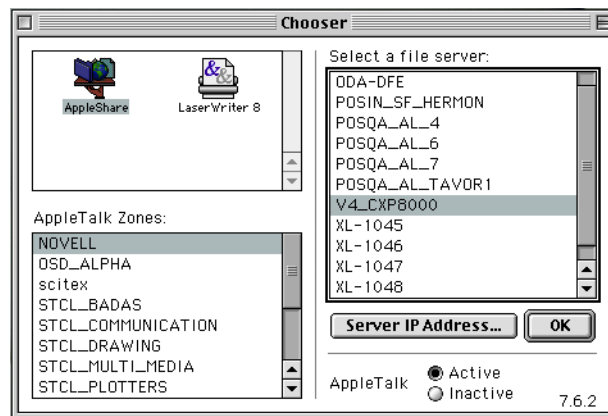 Chooser
AppleShare
LaserWriter 8
AppleTalk Zones:
NOVELL
OSD_ALPHA
scitex
STCL_BADAS
STCL_COMMUNICATION
STCL_DRAWING
STCL_MULTI_MEDIA
STCL_PLOTTERS
Select a file server:
ODA-DFE
POSIN_SF_HERMON
POSQA_AL_4
POSQA_AL_6
POSQA_AL_7
POSQA_AL_TAVOR1
V4_CXP8000
XL-1045
XL-1046
XL-1047
XL-1048
Server IP Address...
OK
AppleTalk
Active
Inactive
7.6.2